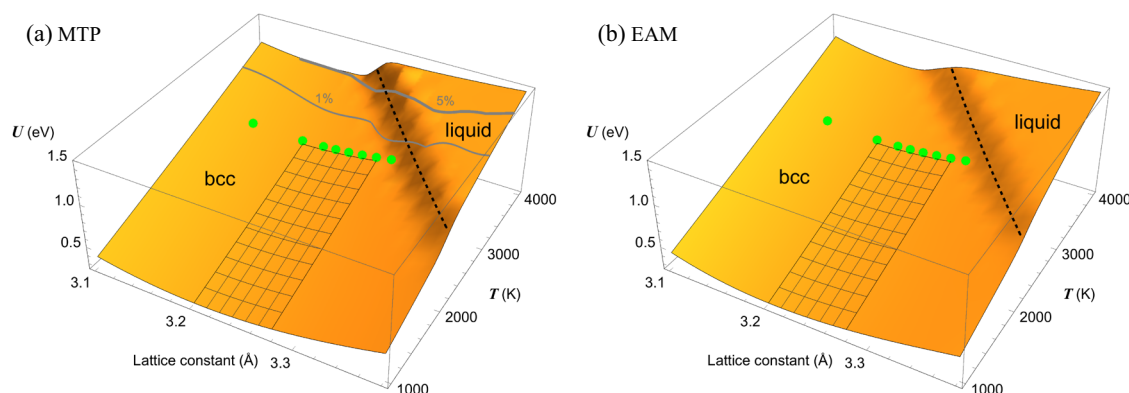 (a) MTP
1%
5%
liquid
bcc
U (eV)
1.5
1.0
0.5
3.1
3.2
3.3
Lattice constant (Å)
4000
3000
2000
1000
T (K)
(b) EAM
liquid
bcc
U (eV)
1.5
1.0
0.5
3.1
3.2
3.3
Lattice constant (Å)
4000
3000
2000
1000
T (K)